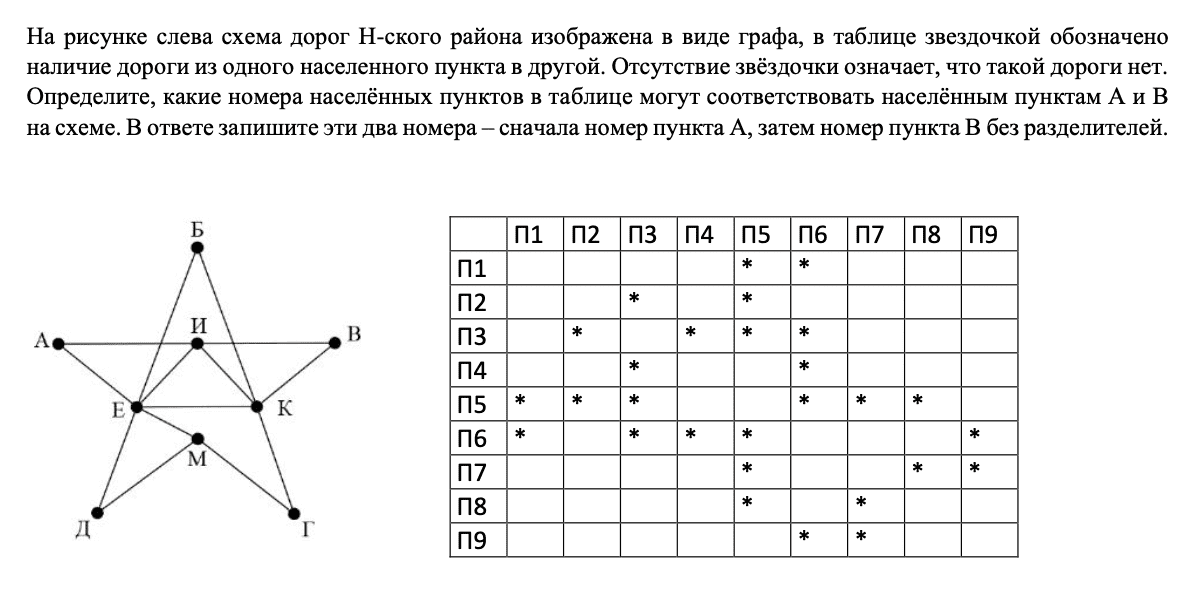 На рисунке слева схема дорог Н-ского района изображена в виде графа, в таблице звездочкой обозначено
наличие дороги из одного населенного пункта в другой. Отсутствие звёздочки означает, что такой дороги нет.
Определите, какие номера населённых пунктов в таблице могут соответствовать населённым пунктам А и В
на схеме. В ответе запишите эти два номера – сначала номер пункта А, затем номер пункта В без разделителей.
Б
А
И
В
Е
К
М
Д
Г
П1 П2 П3 П4 П5 П6 П7 П8 П9
П1 * *
П2 * *
П3 * * * *
П4 * *
П5 * * * * * *
П6 * * * * *
П7 * * *
П8 * *
П9 * *